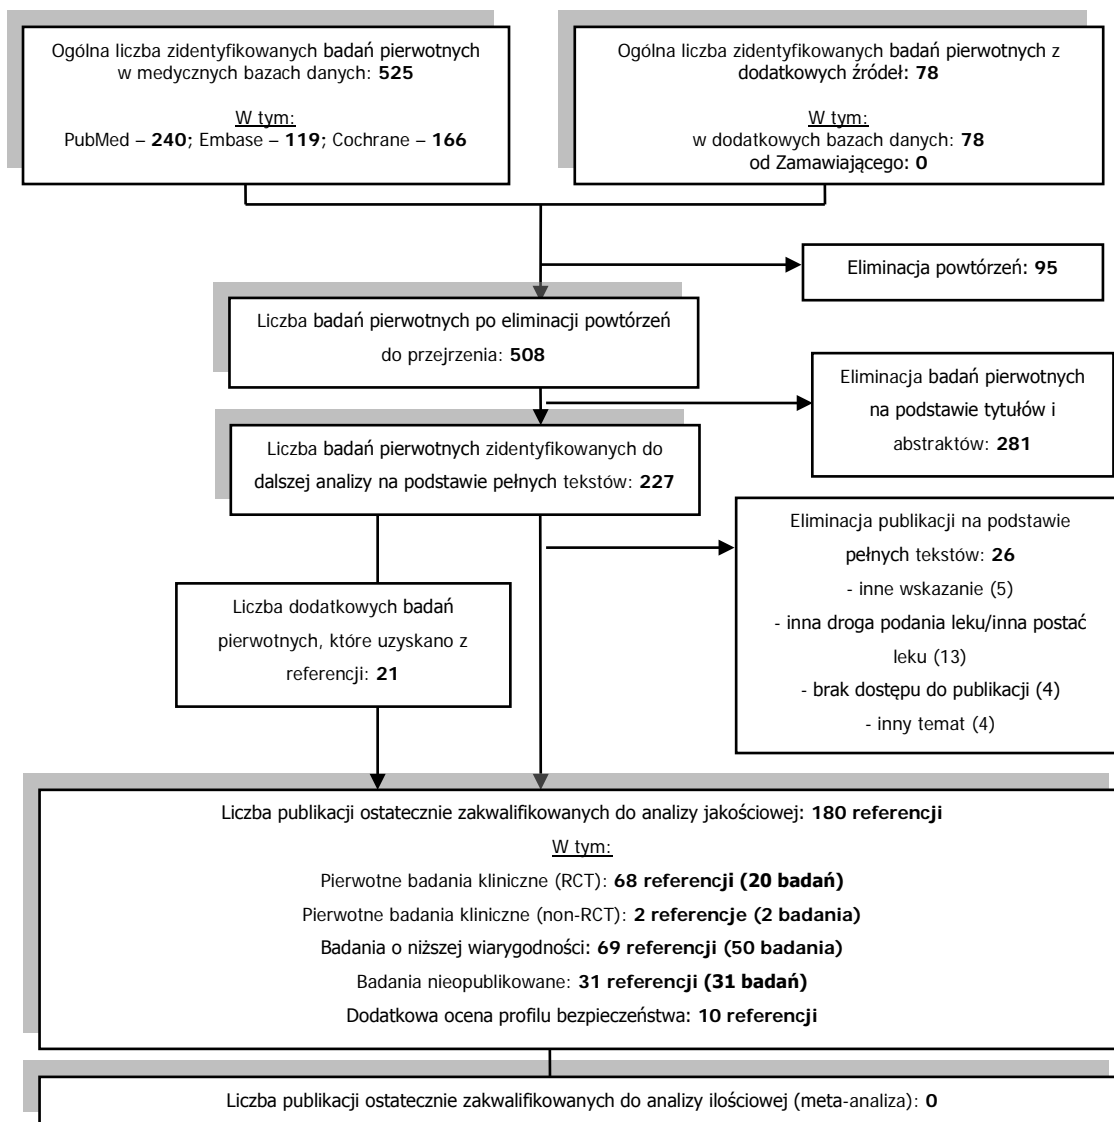 Ogólna liczba zidentyfikowanych badań pierwotnych
w medycznych bazach danych: 525
W tym:
PubMed – 240; Embase – 119; Cochrane – 166
Ogólna liczba zidentyfikowanych badań pierwotnych z
dodatkowych źródeł: 78
W tym:
w dodatkowych bazach danych: 78
od Zamawiającego: 0
Eliminacja powtórzeń: 95
Liczba badań pierwotnych po eliminacji powtórzeń
do przejrzenia: 508
Eliminacja badań pierwotnych
na podstawie tytułów i
abstraktów: 281
Liczba badań pierwotnych zidentyfikowanych do
dalszej analizy na podstawie pełnych tekstów: 227
Eliminacja publikacji na podstawie
pełnych tekstów: 26
- inne wskazanie (5)
- inna droga podania leku/inna postać
leku (13)
- brak dostępu do publikacji (4)
- inny temat (4)
Liczba dodatkowych badań
pierwotnych, które uzyskano z
referencji: 21
Liczba publikacji ostatecznie zakwalifikowanych do analizy jakościowej: 180 referencji
W tym:
Pierwotne badania kliniczne (RCT): 68 referencji (20 badań)
Pierwotne badania kliniczne (non-RCT): 2 referencje (2 badania)
Badania o niższej wiarygodności: 69 referencji (50 badania)
Badania nieopublikowane: 31 referencji (31 badań)
Dodatkowa ocena profilu bezpieczeństwa: 10 referencji
Liczba publikacji ostatecznie zakwalifikowanych do analizy ilościowej (meta-analiza): 0